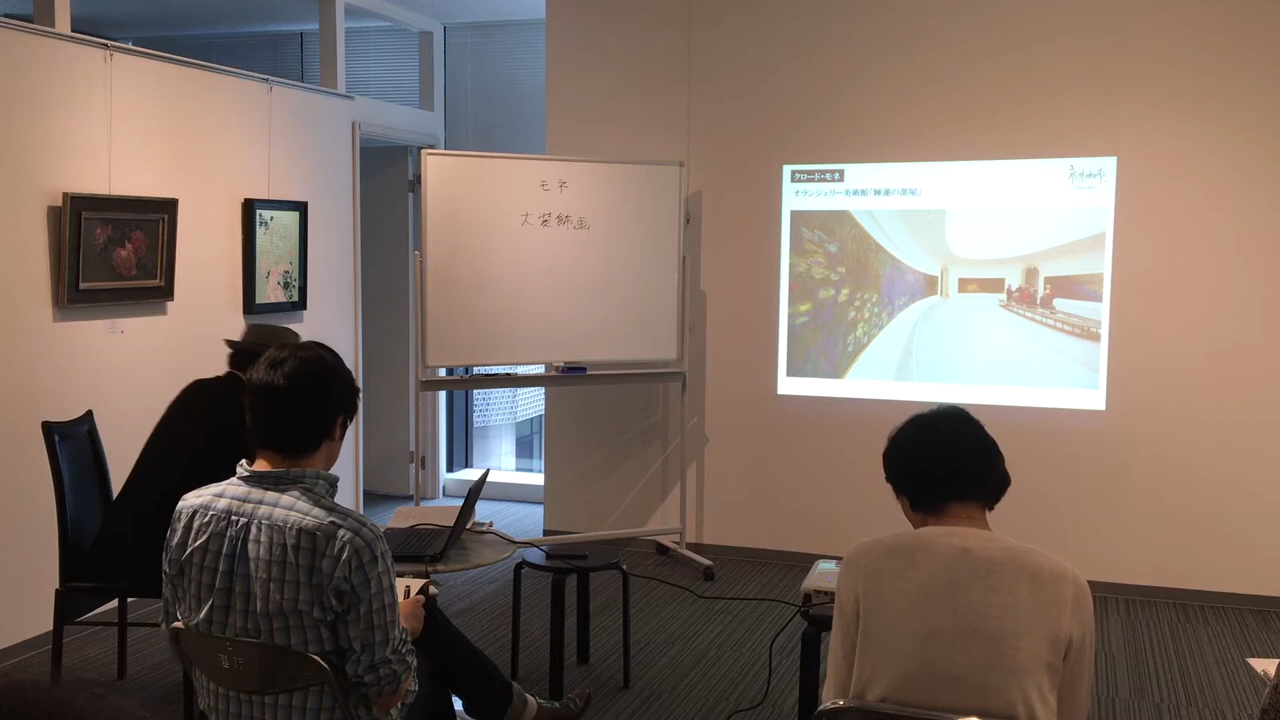 モネ
大装飾画
クロード・モネ
オランジェリー美術館「睡蓮の部屋」